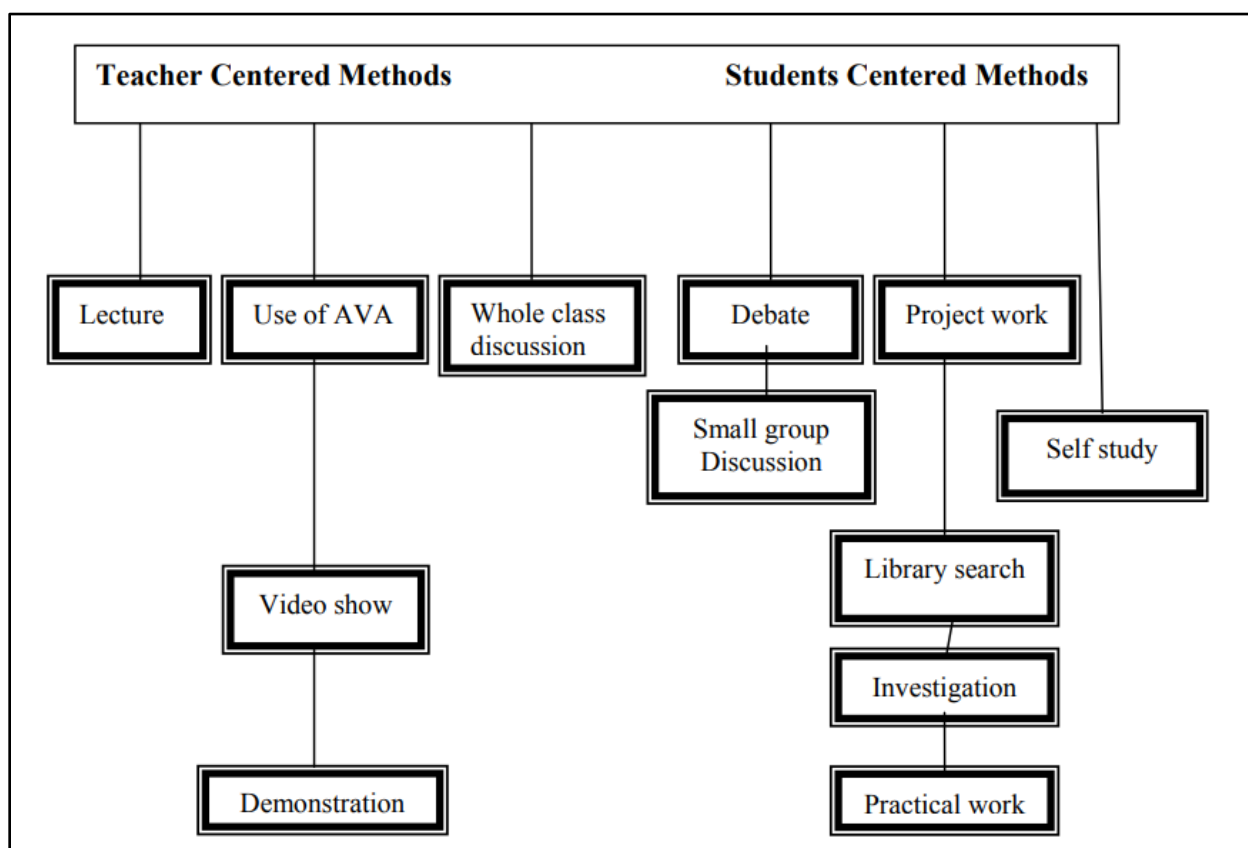 Teacher Centered Methods
Students Centered Methods
Lecture
Use of AVA
Whole class
discussion
Debate
Project work
Small group
Discussion
Self study
Library search
Video show
Investigation
Demonstration
Practical work